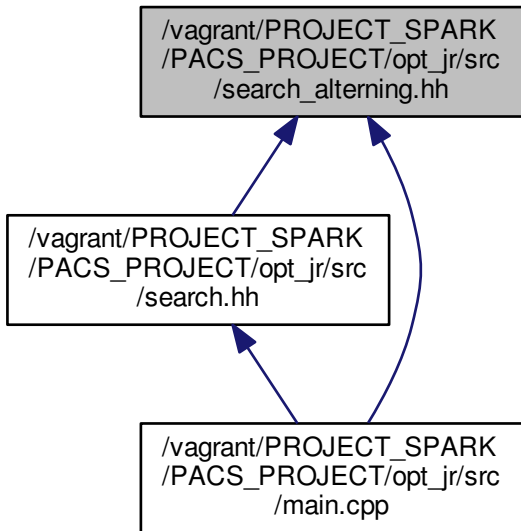 /vagrant/PROJECT_SPARK
/PACS_PROJECT/opt_jr/src
/search_alterning.hh
/vagrant/PROJECT_SPARK
/PACS_PROJECT/opt_jr/src
/search.hh
/vagrant/PROJECT_SPARK
/PACS_PROJECT/opt_jr/src
/main.cpp